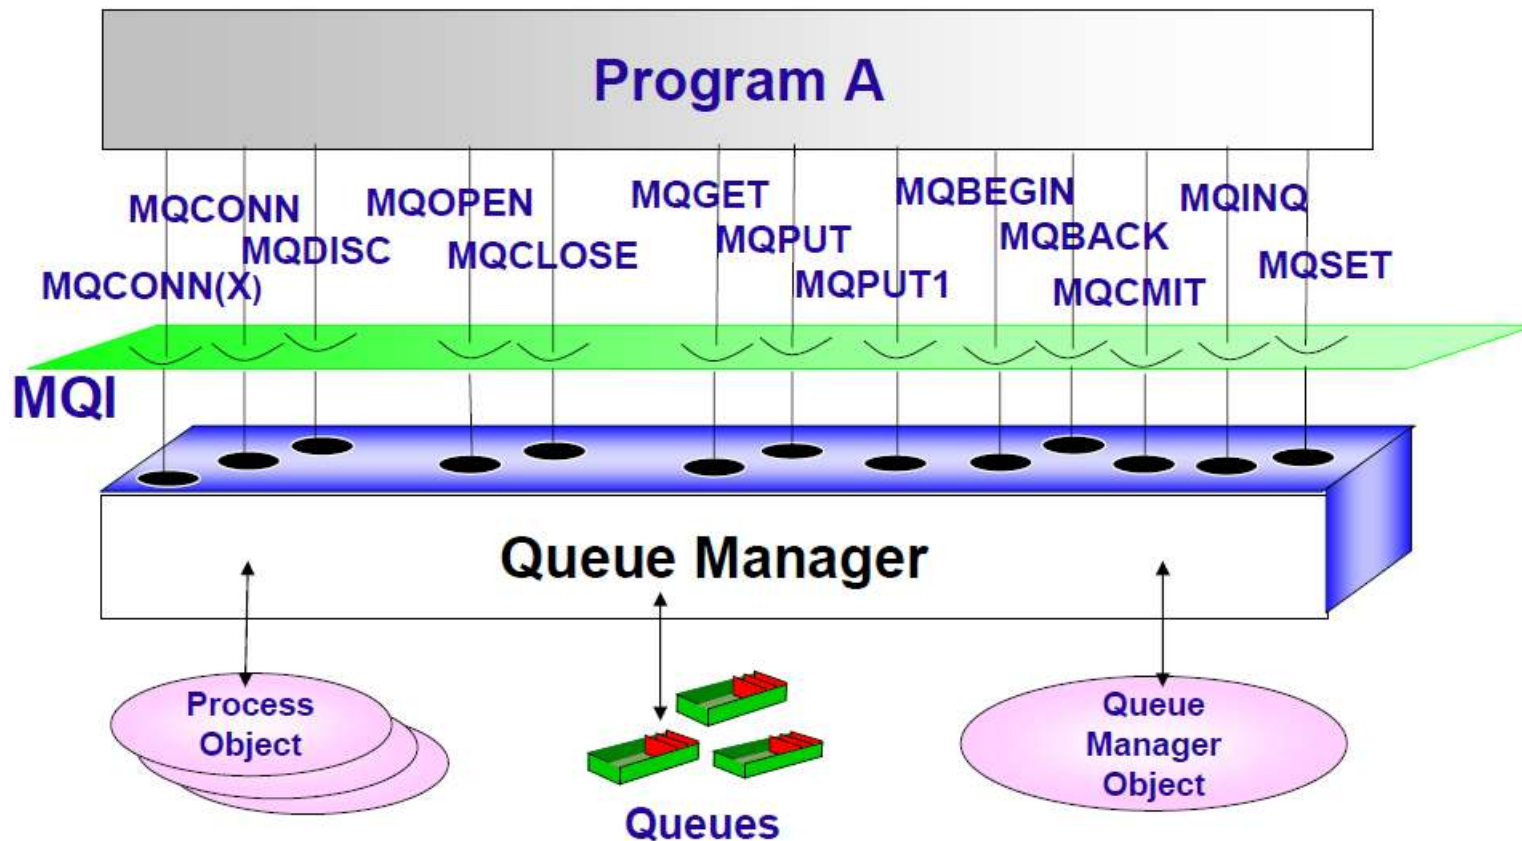 Program A
MQCONN
MQDISC
MQCONN(X)
MQOPEN
MQCLOSE
MQGET
MQPUT
MQPUT1
MQBEGIN
MQBACK
MQCMIT
MQINQ
MQSET
MQI
Queue Manager
Process
Object
Queues
Queue
Manager
Object